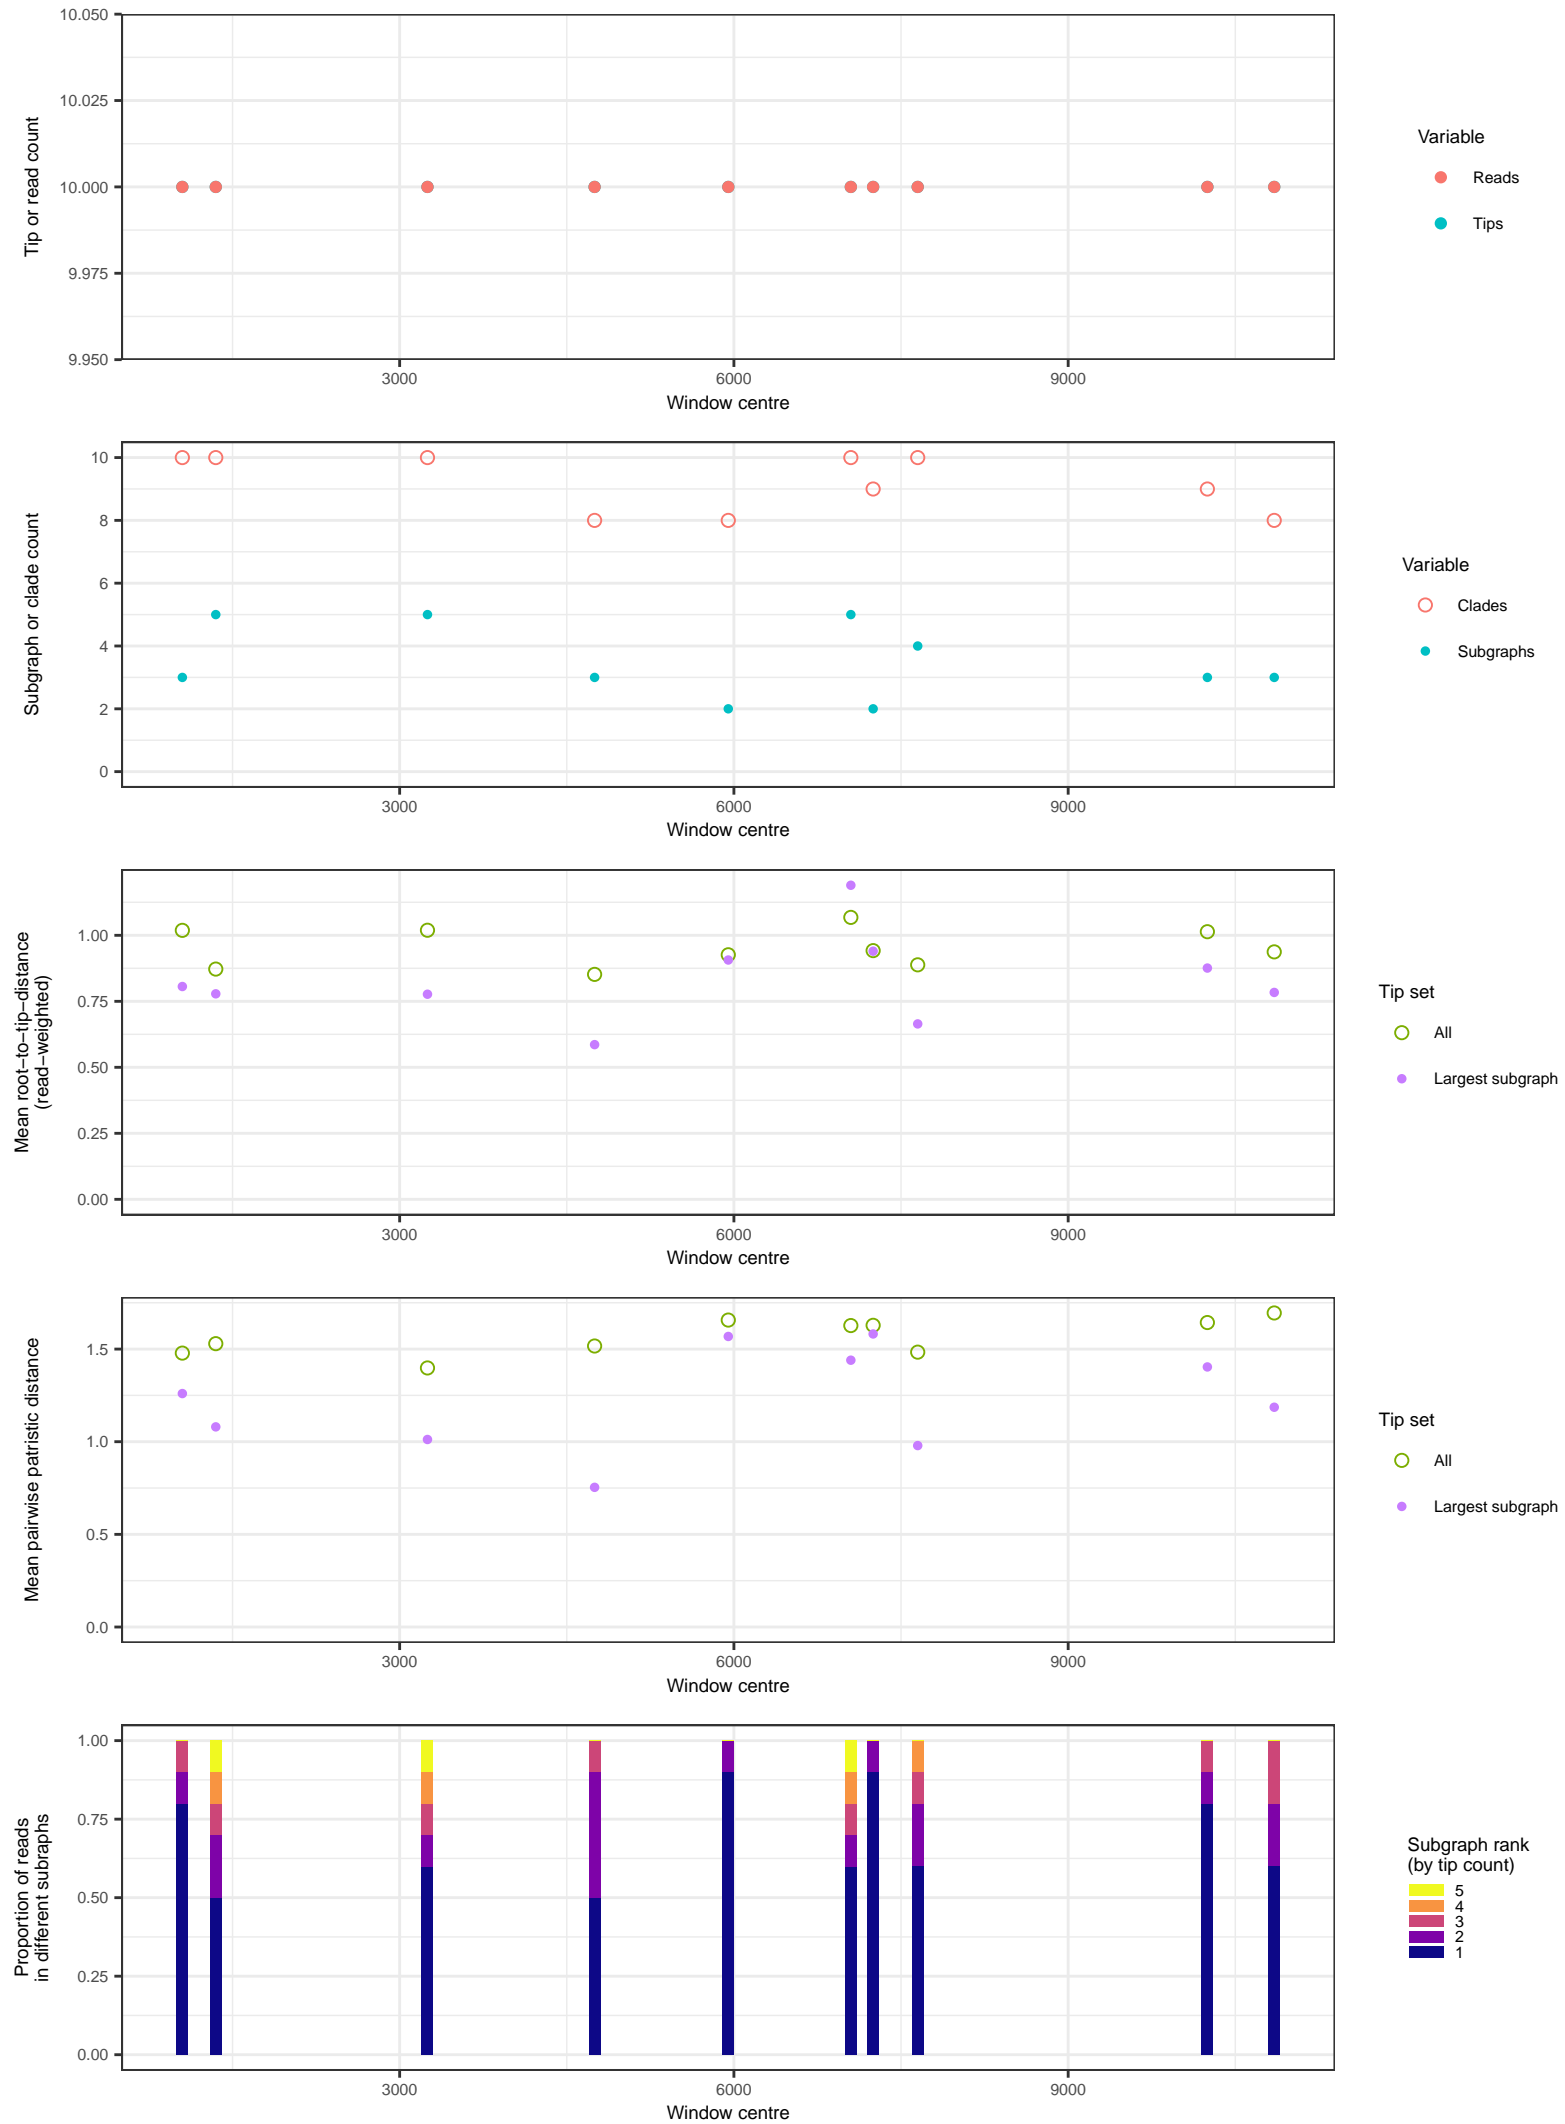 10.050
10.025
10.000
9.975
9.950
Tip or read count
3000 6000 9000
Window centre
Variable
Reads
Tips
10
8
6
4
2
0
Subgraph or clade count
3000 6000 9000
Window centre
Variable
Clades
Subgraphs
1.00
0.75
0.50
0.25
0.00
Mean root−to−tip−distance
(read−weighted)
3000 6000 9000
Window centre
Tip set
All
Largest subgraph
1.5
1.0
0.5
0.0
Mean pairwise patristic distance
3000 6000 9000
Window centre
Tip set
All
Largest subgraph
1.00
0.75
0.50
0.25
0.00
Proportion of reads
in different subraphs
3000 6000 9000
Window centre
Subgraph rank
(by tip count)
5
4
3
2
1